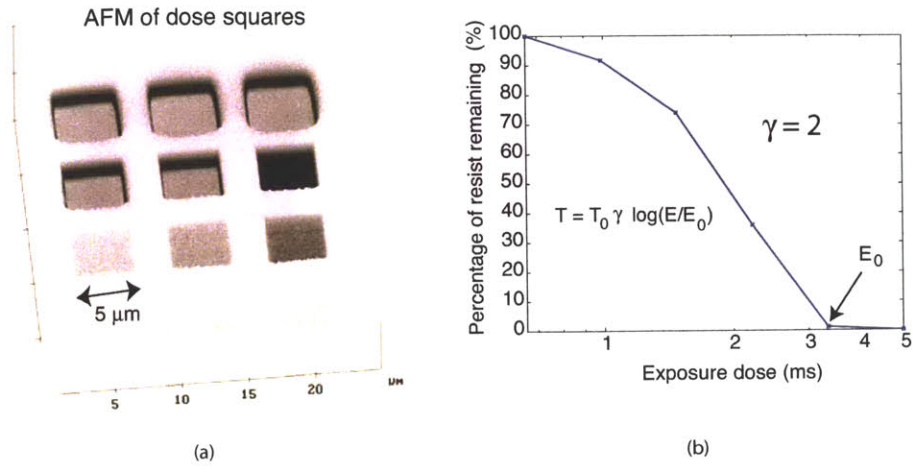 AFM of dose squares
5 μm
5
10
15
20
μM
(a)
(b)
Percentage of resist remaining (%)
100
90
80
70
60
50
40
30
20
10
0
γ = 2
T = T₀ γ log(E/E₀)
E₀
1
2
3
4
5
Exposure dose (ms)